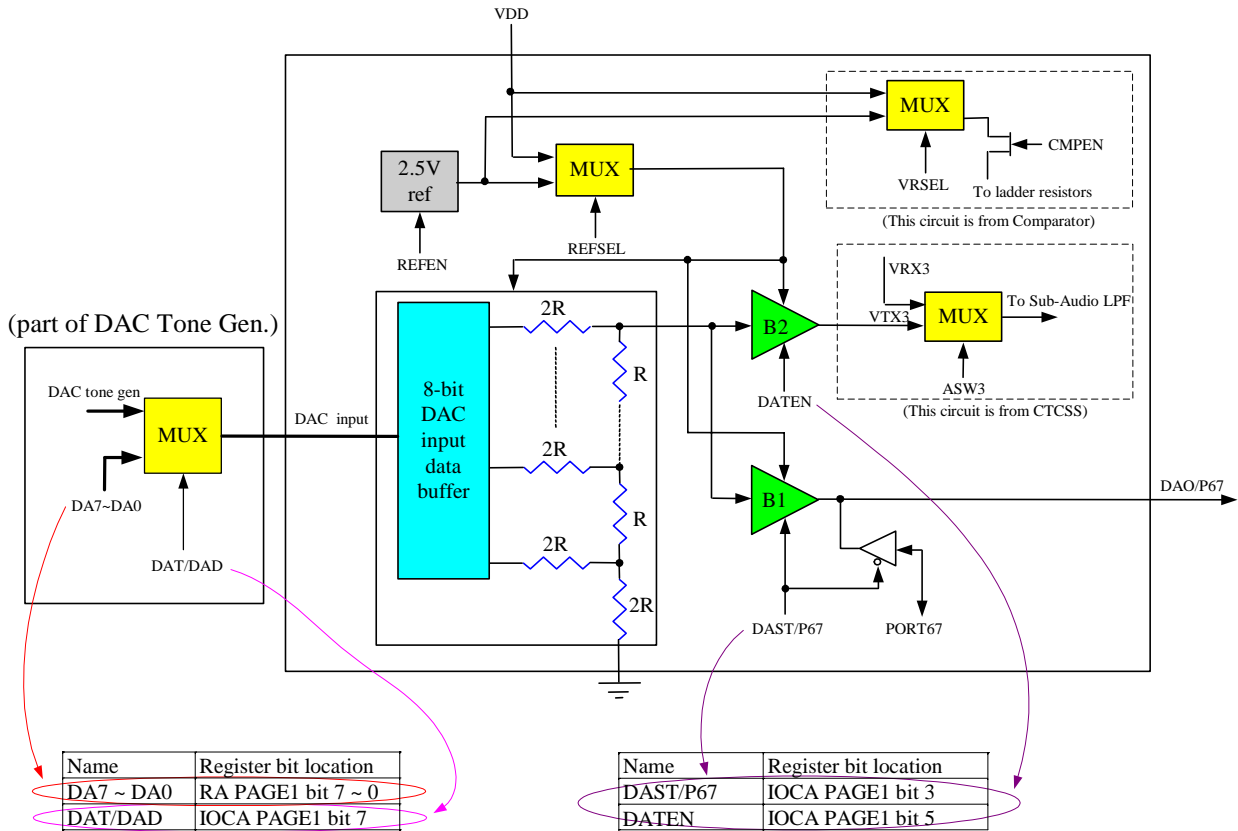 VDD
MUX
CMPEN
2.5V
ref
MUX
VRSEL
To ladder resistors
(This circuit is from Comparator)
REFEN
REFSEL
VRX3
To Sub-Audio LPF
(part of DAC Tone Gen.)
2R
B2
VTX3
MUX
R
DAC tone gen
8-bit
DAC
input
data
buffer
DATEN
ASW3
(This circuit is from CTCSS)
MUX
DAC input
2R
DA7~DA0
B1
DAO/P67
R
2R
DAT/DAD
2R
DAST/P67
PORT67
Name Register bit location
DA7 ~ DA0 RA PAGE1 bit 7 ~ 0
DAT/DAD IOCA PAGE1 bit 7
Name Register bit location
DAST/P67 IOCA PAGE1 bit 3
DATEN IOCA PAGE1 bit 5